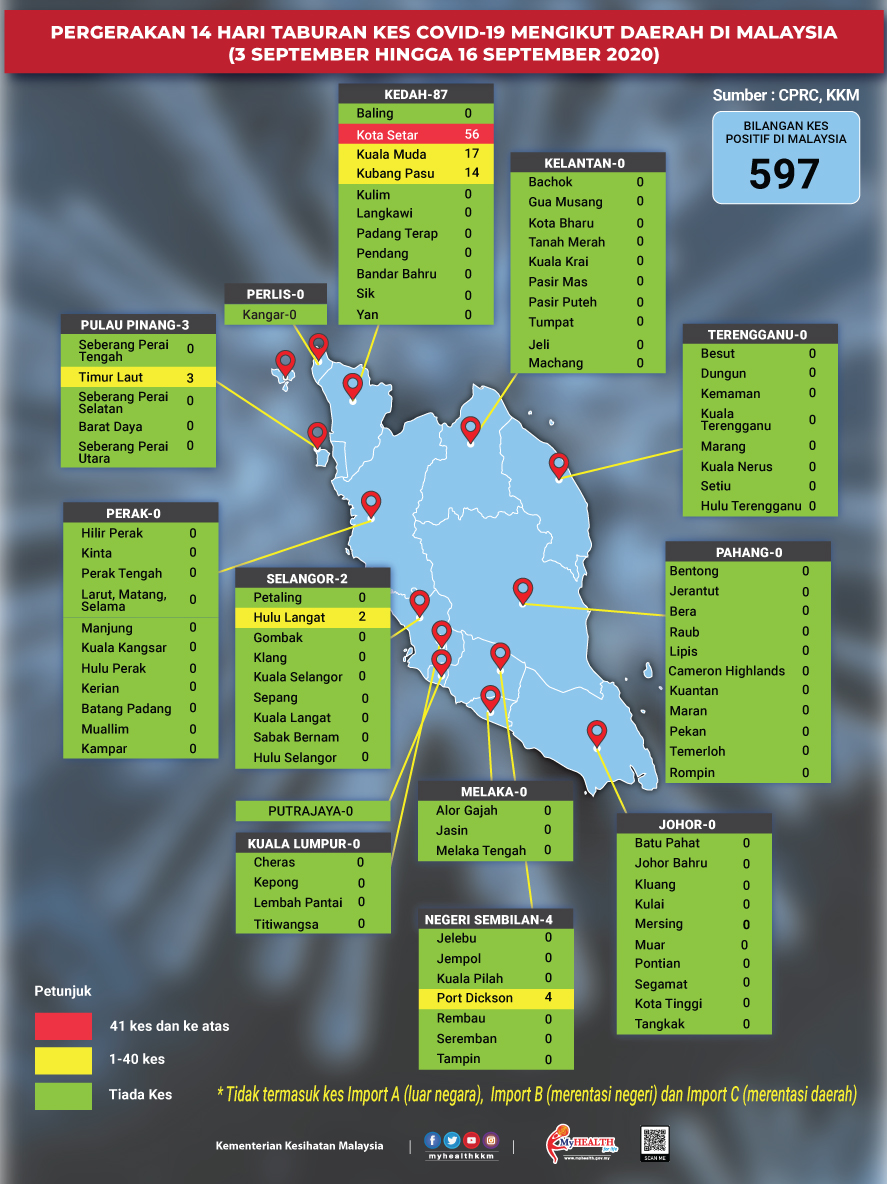 PERGERAKAN 14 HARI TABURAN KES COVID-19 MENGIKUT DAERAH DI MALAYSIA
(3 SEPTEMBER HINGGA 16 SEPTEMBER 2020)
Sumber : CPRC, KKM
BILANGAN KES
POSITIF DI MALAYSIA
597
KEDAH-87
Baling 0
Kota Setar 56
Kuala Muda 17
Kubang Pasu 14
Kulim 0
Langkawi 0
Padang Terap 0
Pendang 0
Bandar Bahru 0
Sik 0
Yan 0
KELANTAN-0
Bachok 0
Gua Musang 0
Kota Bharu 0
Tanah Merah 0
Kuala Krai 0
Pasir Mas 0
Pasir Puteh 0
Tumpat 0
Jeli 0
Machang 0
PERLIS-0
Kangar-0
PULAU PINANG-3
Seberang Perai
Tengah 0
Timur Laut 3
Seberang Perai
Selatan 0
Barat Daya 0
Seberang Perai
Utara 0
TERENGGANU-0
Besut 0
Dungun 0
Kemaman 0
Kuala
Terengganu 0
Marang 0
Kuala Nerus 0
Setiu 0
Hulu Terengganu 0
PERAK-0
Hilir Perak 0
Kinta 0
Perak Tengah 0
Larut, Matang,
Selama 0
Manjung 0
Kuala Kangsar 0
Hulu Perak 0
Kerian 0
Batang Padang 0
Muallim 0
Kampar 0
SELANGOR-2
Petaling 0
Hulu Langat 2
Gombak 0
Klang 0
Kuala Selangor 0
Sepang 0
Kuala Langat 0
Sabak Bernam 0
Hulu Selangor 0
PAHANG-0
Bentong 0
Jerantut 0
Bera 0
Raub 0
Lipis 0
Cameron Highlands 0
Kuantan 0
Maran 0
Pekan 0
Temerloh 0
Rompin 0
PUTRAJAYA-0
KUALA LUMPUR-0
Cheras 0
Kepong 0
Lembah Pantai 0
Titiwangsa 0
MELAKA-0
Alor Gajah 0
Jasin 0
Melaka Tengah 0
JOHOR-0
Batu Pahat 0
Johor Bahru 0
Kluang 0
Kulai 0
Mersing 0
Muar 0
Pontian 0
Segamat 0
Kota Tinggi 0
Tangkak 0
NEGERI SEMBILAN-4
Jelebu 0
Jempol 0
Kuala Pilah 0
Port Dickson 4
Rembau 0
Seremban 0
Tampin 0
Petunjuk
41 kes dan ke atas
1-40 kes
Tiada Kes
* Tidak termasuk kes Import A (luar negara), Import B (merentasi negeri) dan Import C (merentasi daerah)
Kementerian Kesihatan Malaysia
myhealthkkm
MyHEALTH
for life
www.myhealth.gov.my
SCAN ME